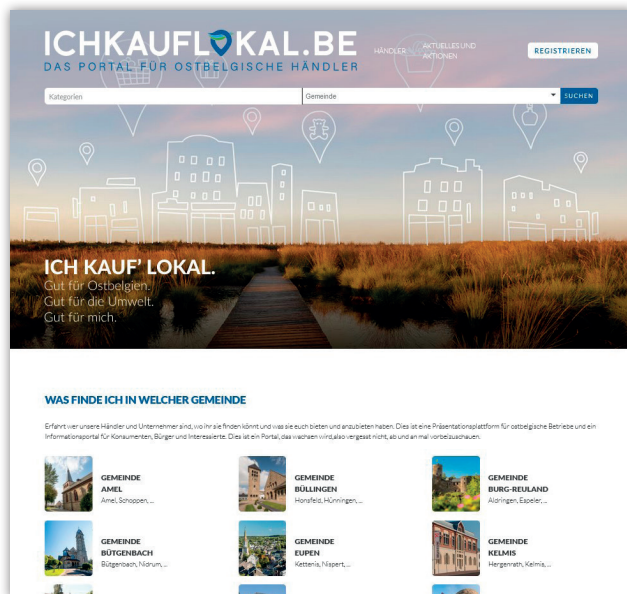 ICHKAUFLOKAL.BE
DAS PORTAL FÜR OSTBELGISCHE HÄNDLER
HÄNDLER
AKTUELLES UND
AKTIONEN
REGISTRIEREN
Kategorien
Gemeinde
SUCHEN
ICH KAUF' LOKAL.
Gut für Ostbelgien.
Gut für die Umwelt.
Gut für mich.
WAS FINDE ICH IN WELCHER GEMEINDE
Erfahrt wer unsere Händler und Unternehmer sind, wo ihr sie finden könnt und was sie euch bieten und anzubieten haben. Dies ist eine Präsentationsplattform für ostbelgische Betriebe und ein
Informationsportal für Konsumenten, Bürger und Interessierte. Dies ist ein Portal, das wachsen wird, also vergesst nicht, ab und an mal vorbeizuschauen.
GEMEINDE
AMEL
Amel, Schoppen, ...
GEMEINDE
BÜLLINGEN
Honsfeld, Hünningen, ...
GEMEINDE
BURG-REULAND
Aldringen, Espeler, ...
GEMEINDE
BÜTGENBACH
Bütgenbach, Nidrum, ...
GEMEINDE
EUPEN
Kettenis, Nispert, ...
GEMEINDE
KELMIS
Hergenrath, Kelmis, ...